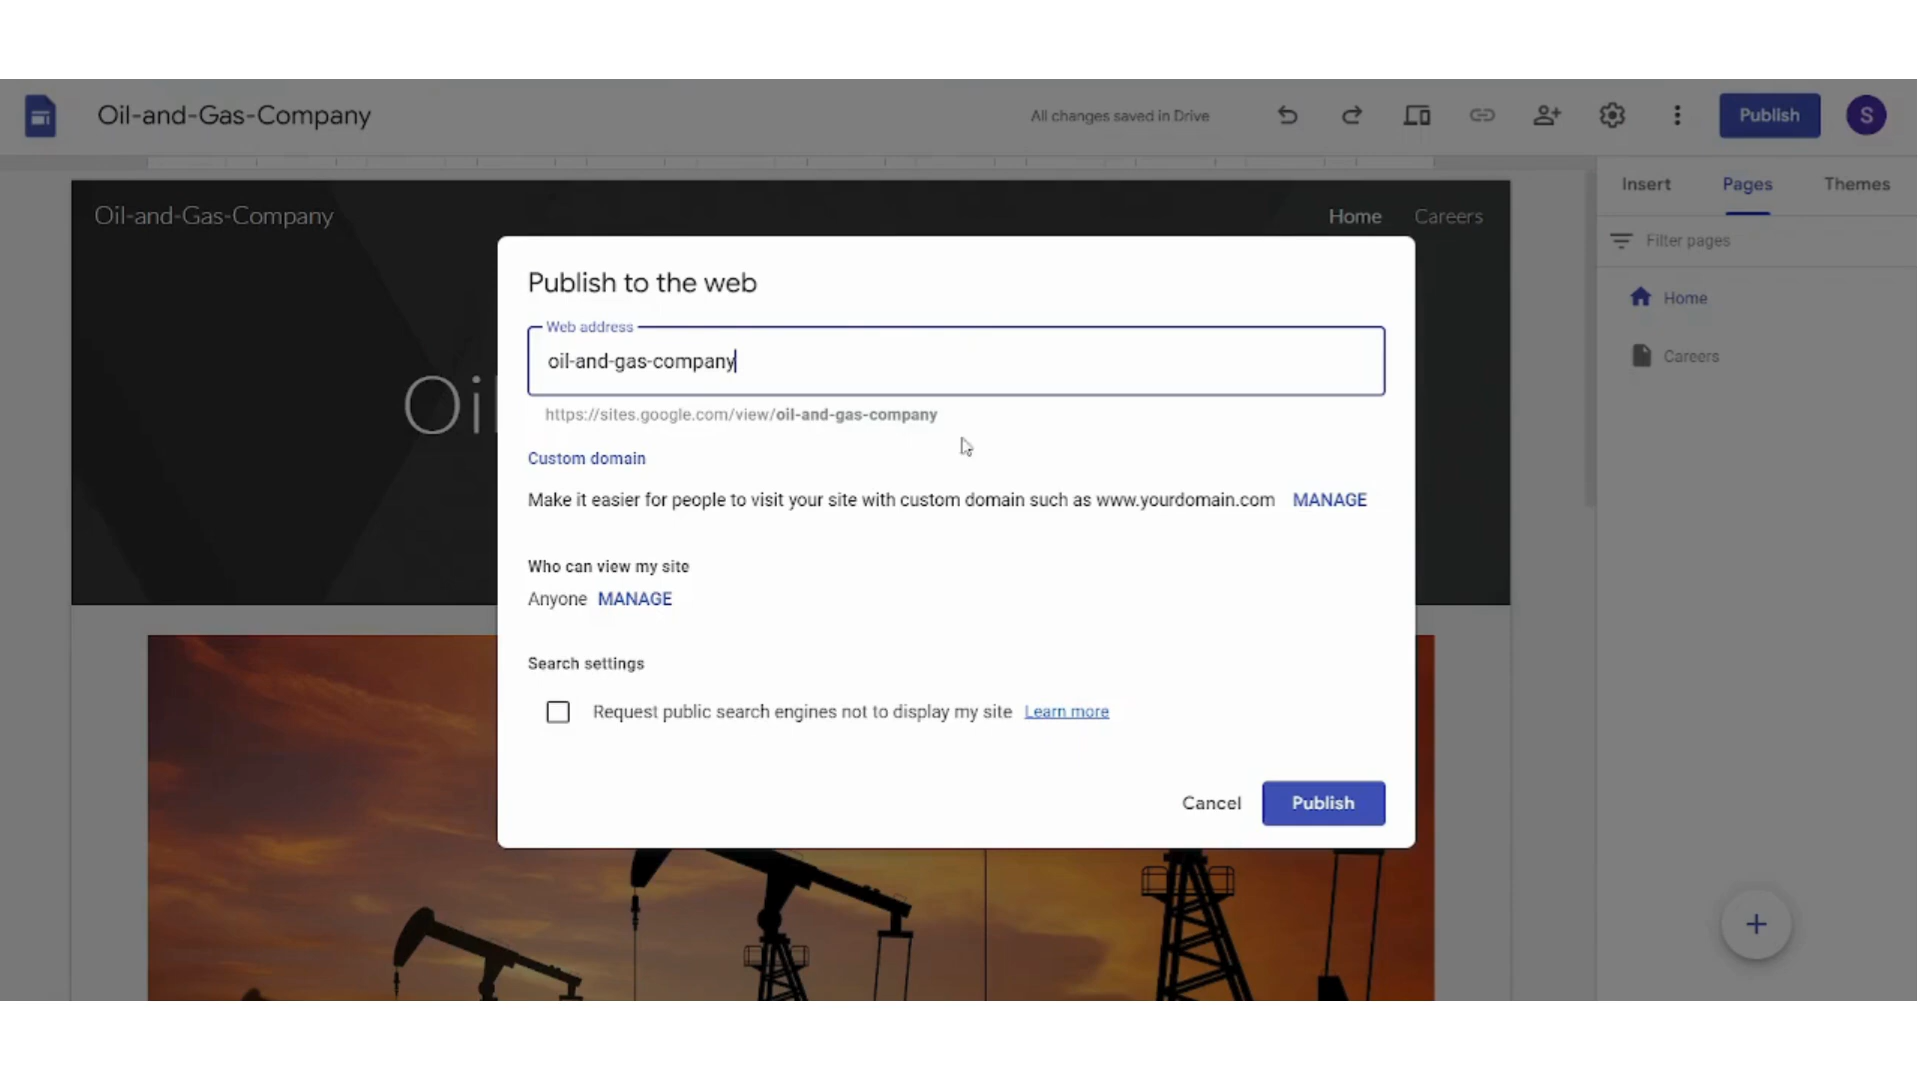 Oil-and-Gas-Company
All changes saved in Drive
Publish
S
Insert
Pages
Themes
Oil-and-Gas-Company
Home
Careers
Filter pages
Home
Careers
Oil
Publish to the web
Web address
oil-and-gas-company
https://sites.google.com/view/oil-and-gas-company
Custom domain
Make it easier for people to visit your site with custom domain such as www.yourdomain.com MANAGE
Who can view my site
Anyone MANAGE
Search settings
Request public search engines not to display my site Learn more
Cancel
Publish